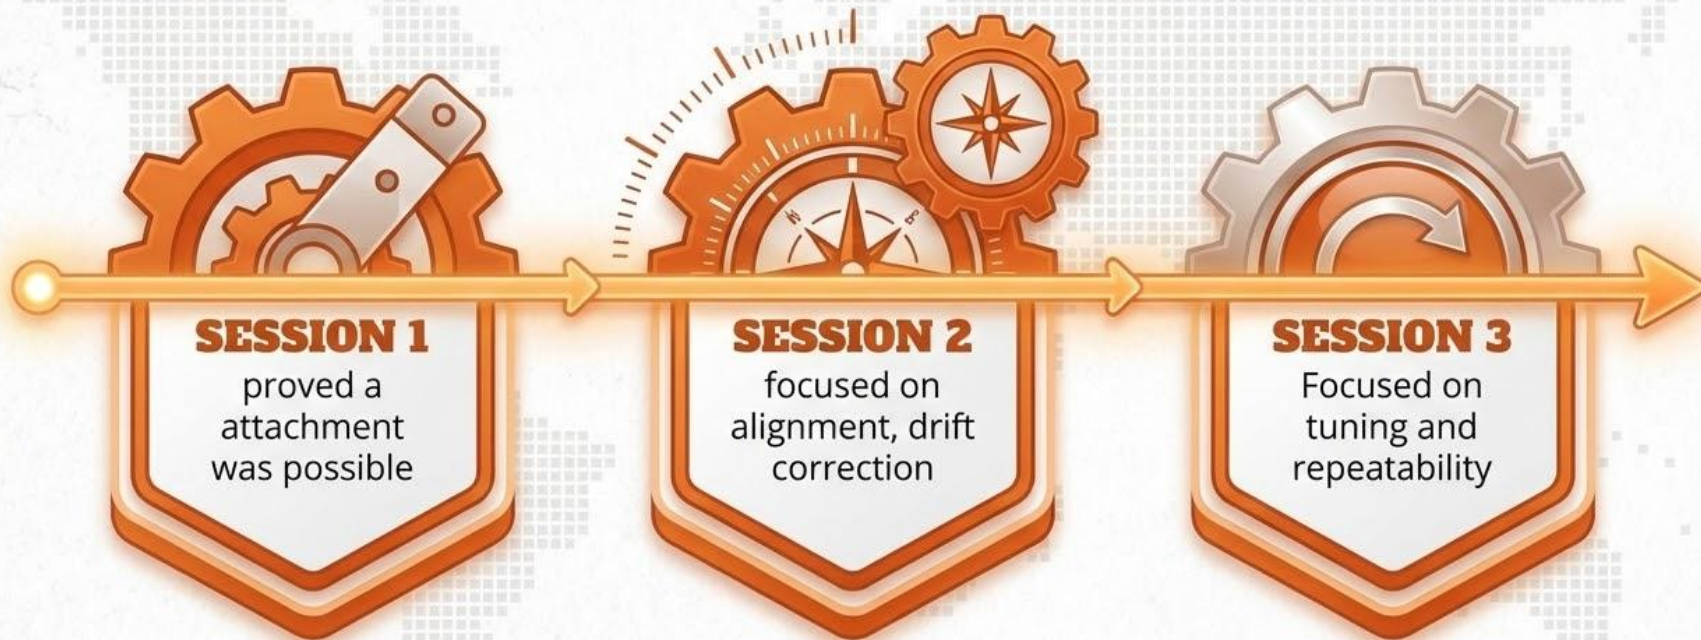 SESSION 1
proved a
attachment
was possible
SESSION 2
focused on
alignment, drift
correction
SESSION 3
Focused on
tuning and
repeatability